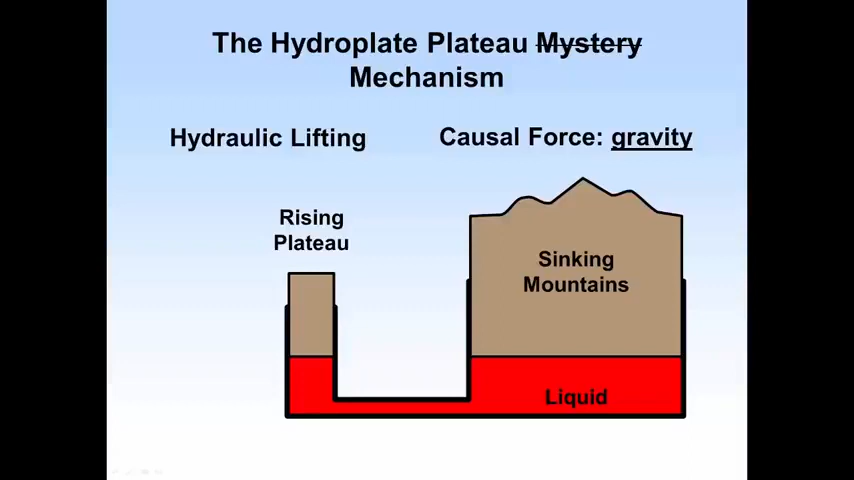 The Hydroplate Plateau Mystery
Mechanism
Hydraulic Lifting
Causal Force: gravity
Rising
Plateau
Sinking
Mountains
Liquid